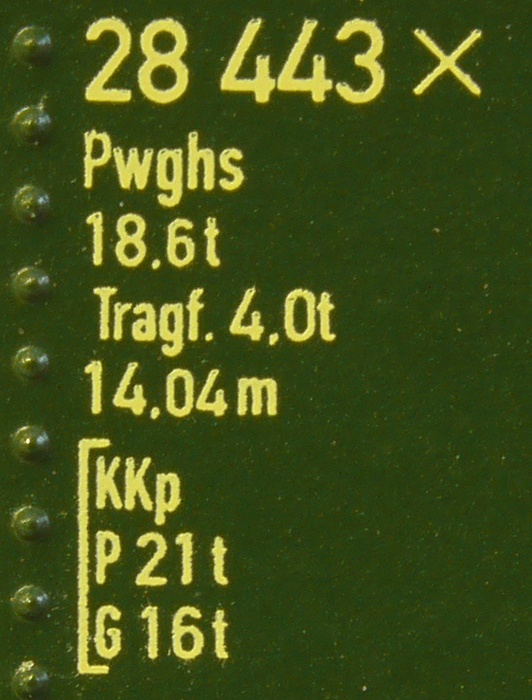 28 443 ×
Pwghs
18.6t
Tragf. 4.0t
14.04m
KKp
P 21t
G 16t